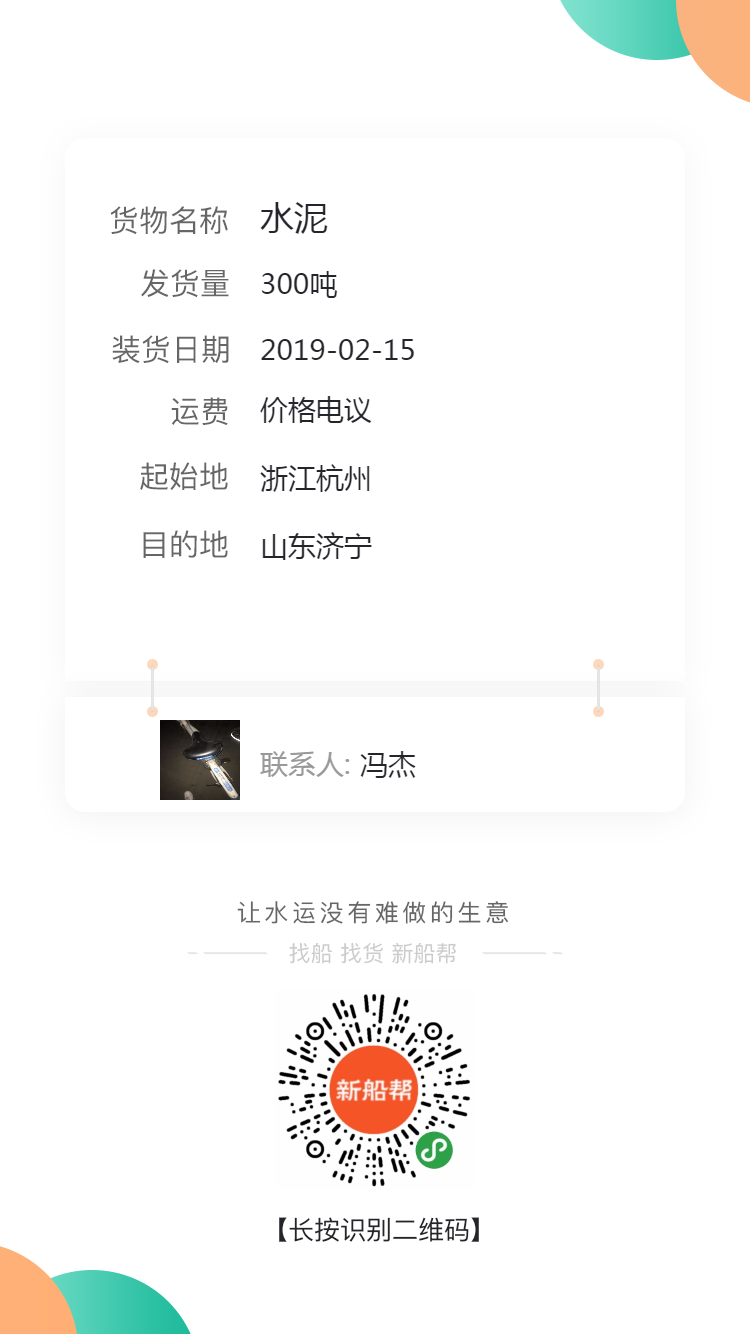 货物名称 水泥
发货量 300吨
装货日期 2019-02-15
运费 价格电议
起始地 浙江杭州
目的地 山东济宁
联系人: 冯杰
让水运没有难做的生意
找船 找货 新船帮
新船帮
【长按识别二维码】